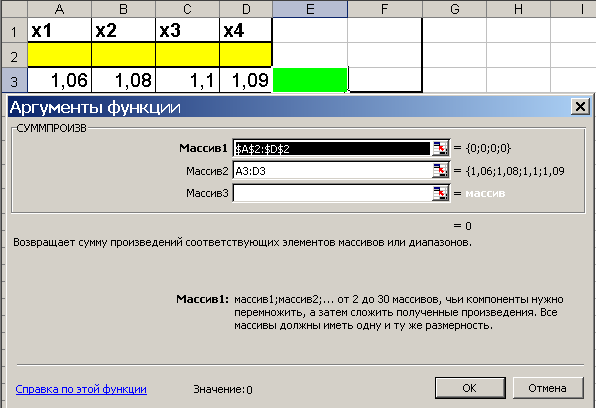 A B C D E F G H I
1 x1 x2 x3 x4
2
3 1,06 1,08 1,1 1,09
Аргументы функции
СУММПРОИЗВ
Массив1 $A$2:$D$2 = {0;0;0;0}
Массив2 A3:D3 = {1,06;1,08;1,1;1,09
Массив3 = массив
= 0
Возвращает сумму произведений соответствующих элементов массивов или диапазонов.
Массив1: массив1;массив2;... от 2 до 30 массивов, чьи компоненты нужно
перемножить, а затем сложить полученные произведения. Все
массивы должны иметь одну и ту же размерность.
Справка по этой функции Значение:0 ОК Отмена